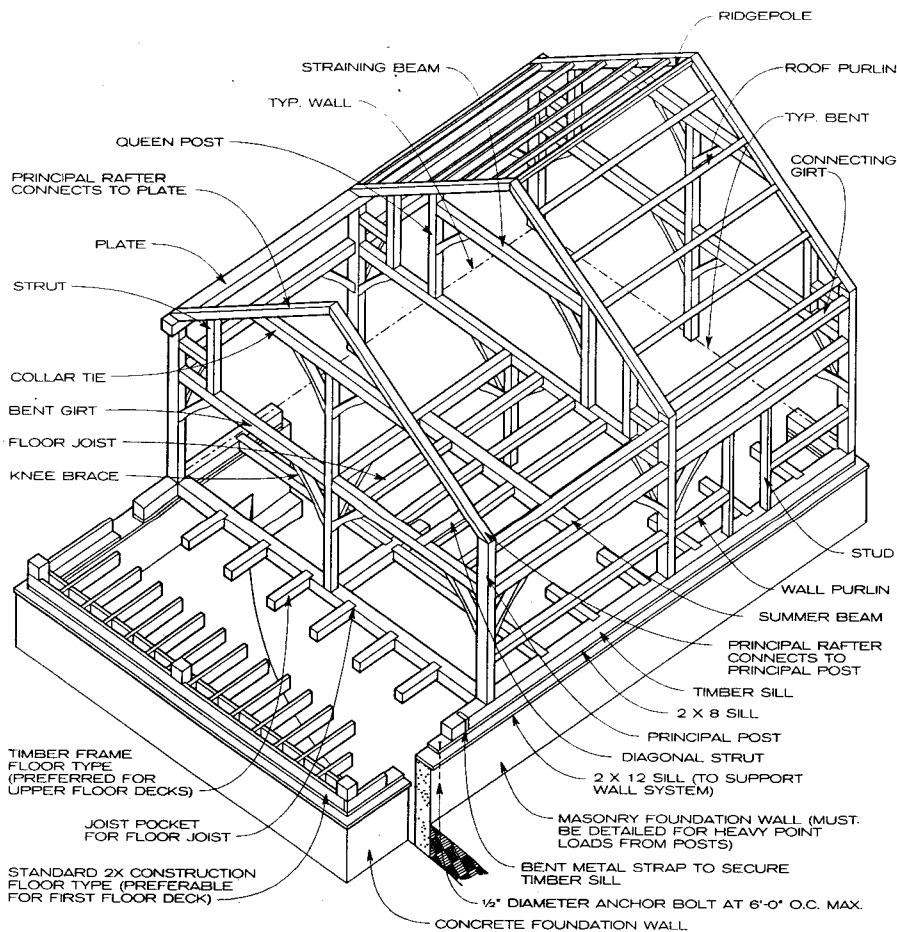 RIDGEPOLE
STRAINING BEAM
ROOF PURLIN
TYP. WALL
TYP. BENT
QUEEN POST
CONNECTING
GIRT
PRINCIPAL RAFTER
CONNECTS TO PLATE
PLATE
STRUT
COLLAR TIE
BENT GIRT
FLOOR JOIST
KNEE BRACE
STUD
WALL PURLIN
SUMMER BEAM
PRINCIPAL RAFTER
CONNECTS TO
PRINCIPAL POST
TIMBER SILL
2 X 8 SILL
PRINCIPAL POST
DIAGONAL STRUT
2 X 12 SILL (TO SUPPORT
WALL SYSTEM)
MASONRY FOUNDATION WALL (MUST
BE DETAILED FOR HEAVY POINT
LOADS FROM POSTS)
BENT METAL STRAP TO SECURE
TIMBER SILL
½" DIAMETER ANCHOR BOLT AT 6'-0" O.C. MAX.
CONCRETE FOUNDATION WALL
TIMBER FRAME
FLOOR TYPE
(PREFERRED FOR
UPPER FLOOR DECKS)
JOIST POCKET
FOR FLOOR JOIST
STANDARD 2X CONSTRUCTION
FLOOR TYPE (PREFERABLE
FOR FIRST FLOOR DECK)